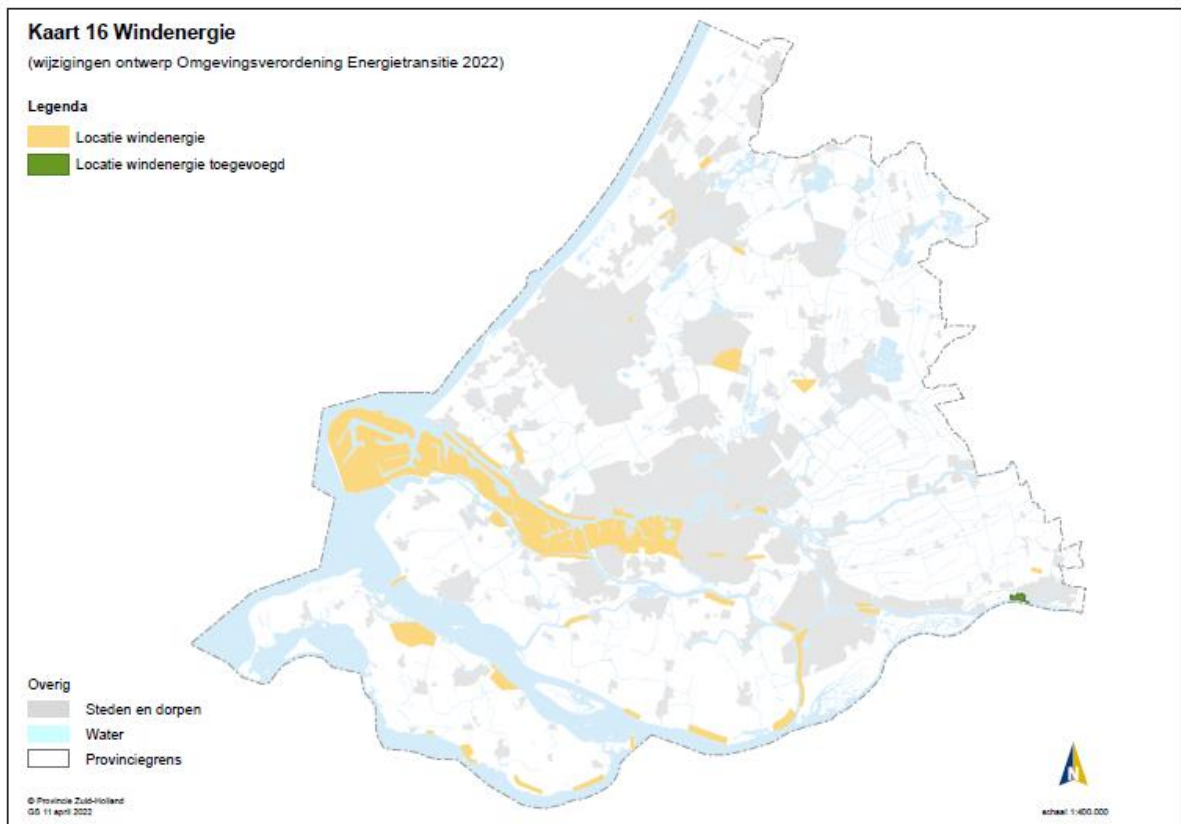 Kaart 16 Windenergie
(wijzigingen ontwerp Omgevingsverordening Energietransitie 2022)
Legenda
Locatie windenergie
Locatie windenergie toegevoegd
Overig
Steden en dorpen
Water
Provinciegrens
© Provincie Zuid-Holland
GS 11 april 2022
N
schaal 1:400.000